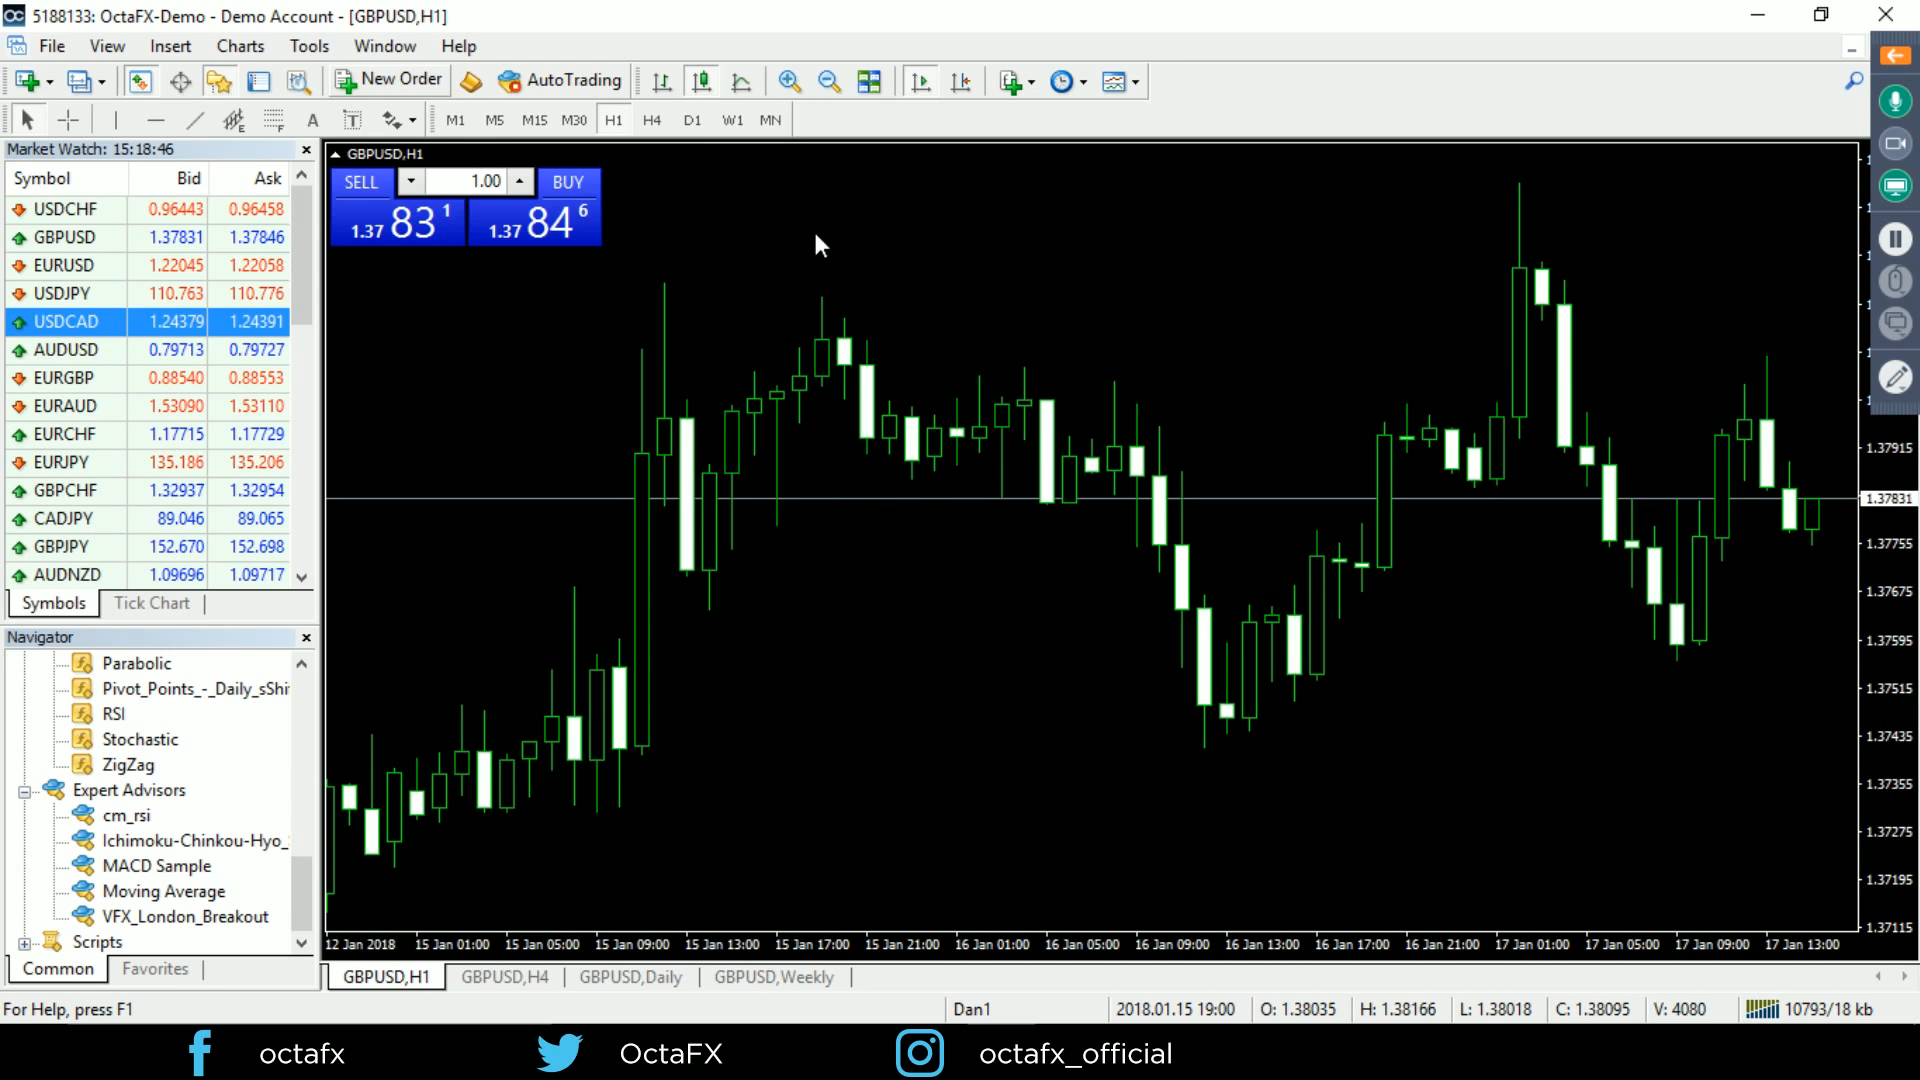 5188133: OctaFX-Demo - Demo Account - [GBPUSD,H1]
File View Insert Charts Tools Window Help
New Order AutoTrading
A T M1 M5 M15 M30 H1 H4 D1 W1 MN
Market Watch: 15:18:46
Symbol Bid Ask
USDCHF 0.96443 0.96458
GBPUSD 1.37831 1.37846
EURUSD 1.22045 1.22058
USDJPY 110.763 110.776
USDCAD 1.24379 1.24391
AUDUSD 0.79713 0.79727
EURGBP 0.88540 0.88553
EURAUD 1.53090 1.53110
EURCHF 1.17715 1.17729
EURJPY 135.186 135.206
GBPCHF 1.32937 1.32954
CADJPY 89.046 89.065
GBPJPY 152.670 152.698
AUDNZD 1.09696 1.09717
Symbols Tick Chart
Navigator
Parabolic
Pivot_Points_-_Daily_sShi
RSI
Stochastic
ZigZag
Expert Advisors
cm_rsi
Ichimoku-Chinkou-Hyo_
MACD Sample
Moving Average
VFX_London_Breakout
Scripts
Common Favorites
GBPUSD,H1
SELL 1.00 BUY
1.37 83 1 1.37 84 6
1.37915
1.37831
1.37755
1.37675
1.37595
1.37515
1.37435
1.37355
1.37275
1.37195
1.37115
12 Jan 2018 15 Jan 01:00 15 Jan 05:00 15 Jan 09:00 15 Jan 13:00 15 Jan 17:00 15 Jan 21:00 16 Jan 01:00 16 Jan 05:00 16 Jan 09:00 16 Jan 13:00 16 Jan 17:00 16 Jan 21:00 17 Jan 01:00 17 Jan 05:00 17 Jan 09:00 17 Jan 13:00
GBPUSD,H1 GBPUSD,H4 GBPUSD,Daily GBPUSD,Weekly
For Help, press F1 Dan1 2018.01.15 19:00 O: 1.38035 H: 1.38166 L: 1.38018 C: 1.38095 V: 4080 10793/18 kb
octafx OctaFX octafx_official